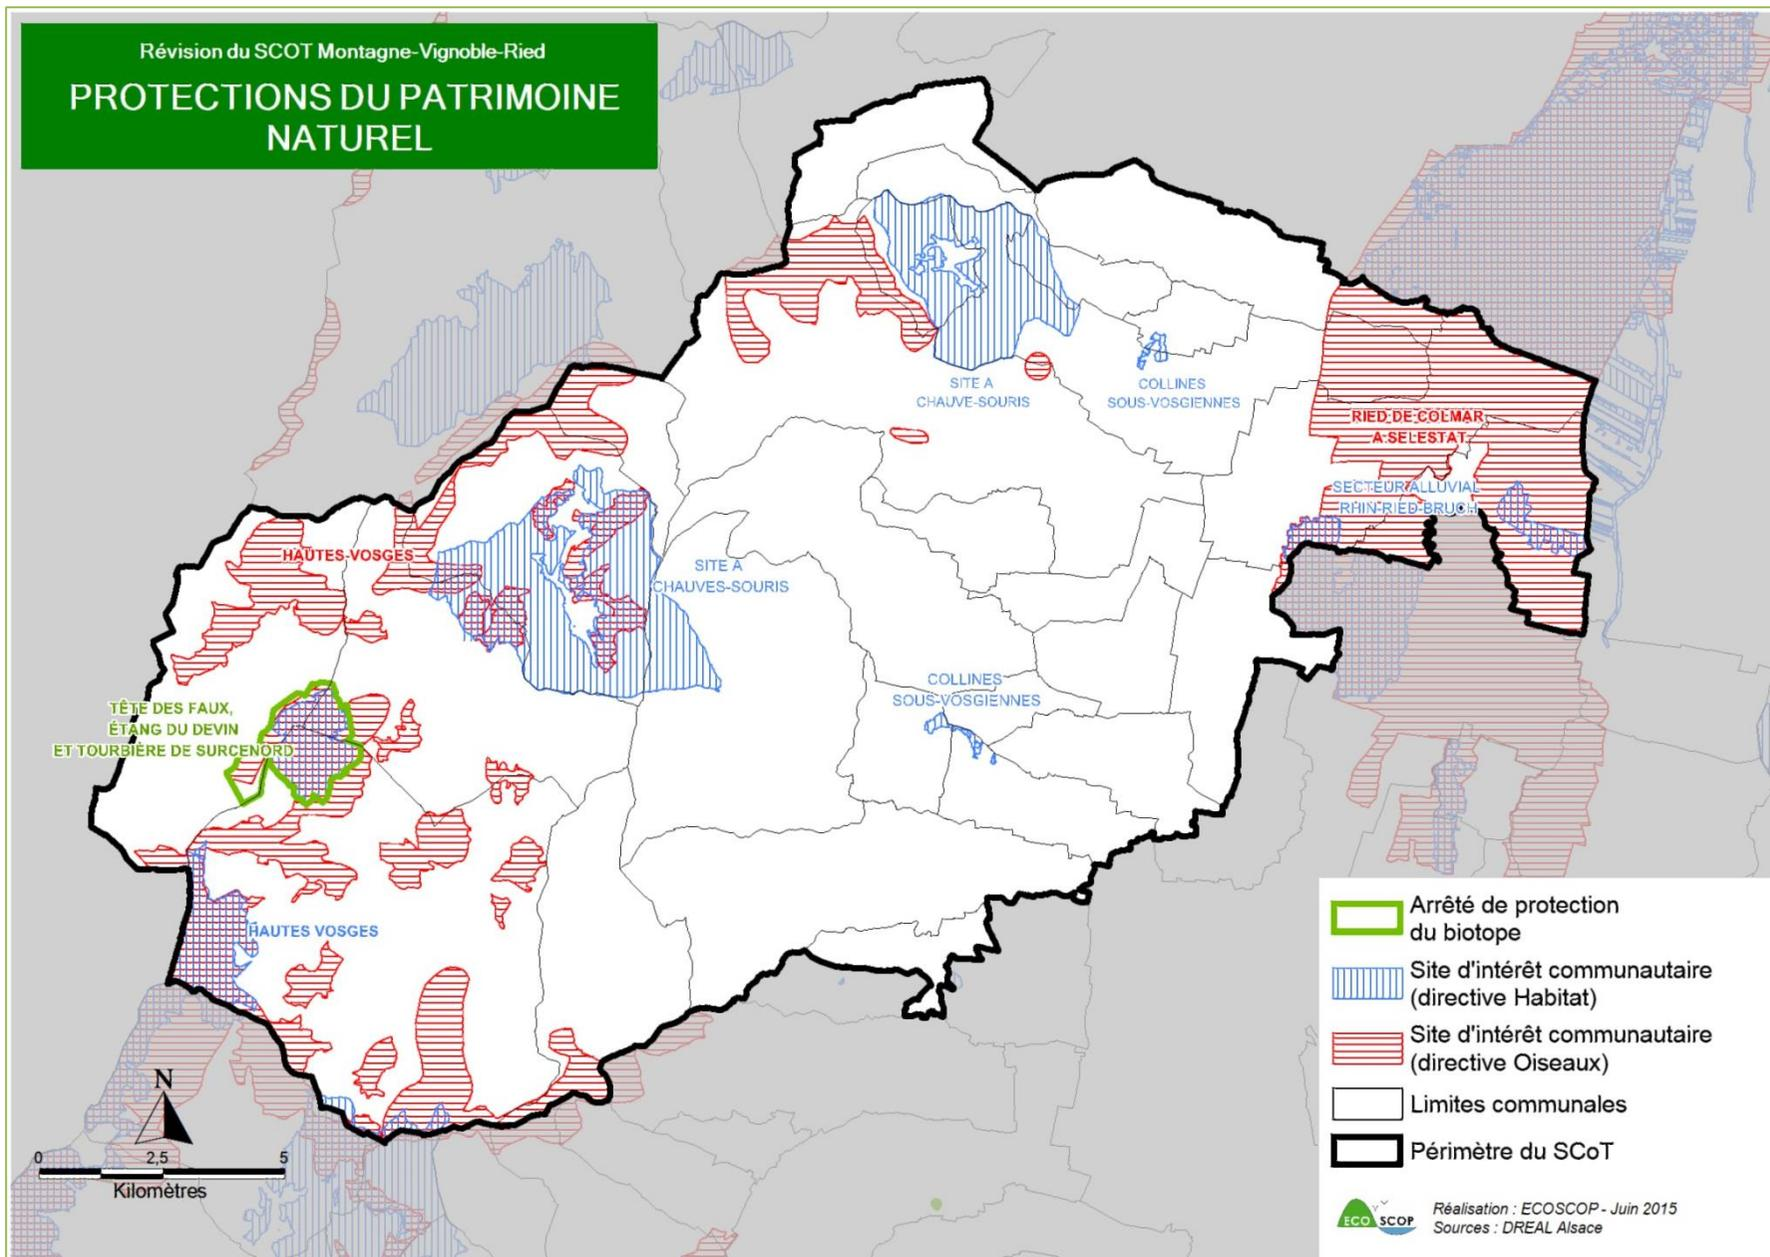 Révision du SCOT Montagne-Vignoble-Ried
PROTECTIONS DU PATRIMOINE
NATUREL
SITE A
CHAUVE-SOURIS
COLLINES
SOUS-VOSGIENNES
RIED DE COLMAR
A SELESTAT
SECTEUR ALLUVIAL
RHIN-RIED-BRUCH
HAUTES-VOSGES
SITE A
CHAUVES-SOURIS
COLLINES
SOUS-VOSGIENNES
TÊTE DES FAUX,
ÉTANG DU DEVIN
ET TOURBIÈRE DE SURCENORD
HAUTES VOSGES
N
0 2,5 5
Kilomètres
Arrêté de protection
du biotope
Site d'intérêt communautaire
(directive Habitat)
Site d'intérêt communautaire
(directive Oiseaux)
Limites communales
Périmètre du SCoT
ECO SCOP
Réalisation : ECOSCOP - Juin 2015
Sources : DREAL Alsace